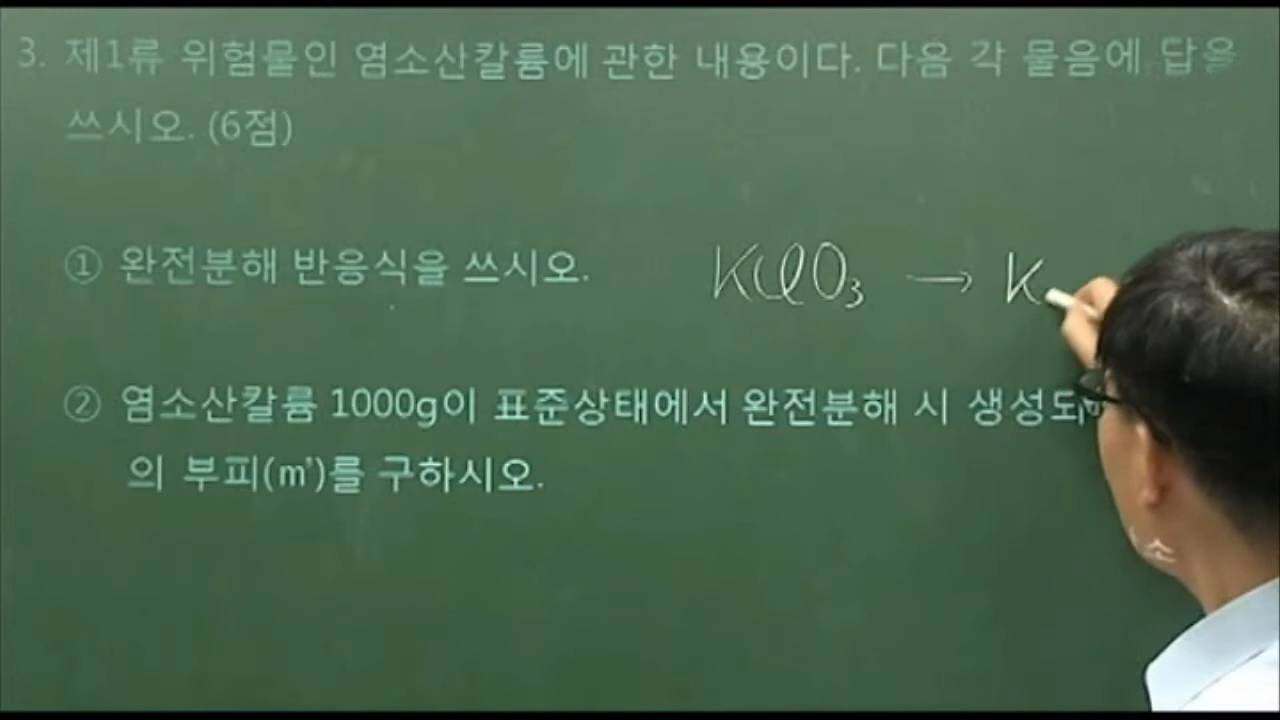 3. 제1류 위험물인 염소산칼륨에 관한 내용이다. 다음 각 물음에 답을
쓰시오. (6점)
① 완전분해 반응식을 쓰시오. KClO₃ → K
② 염소산칼륨 1000g이 표준상태에서 완전분해 시 생성되
의 부피(㎥)를 구하시오.